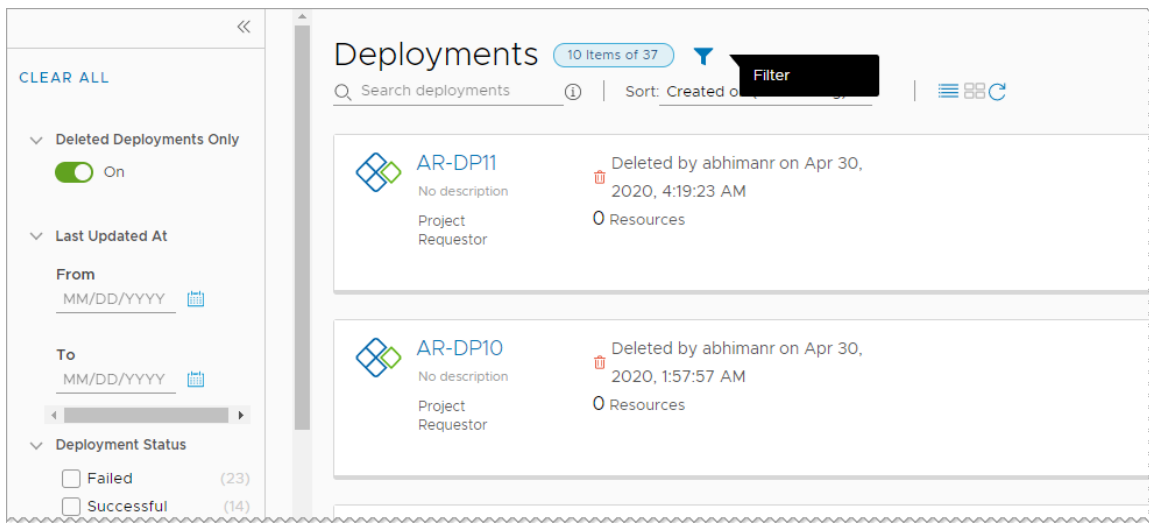 CLEAR ALL
Deleted Deployments Only
On
Last Updated At
From
MM/DD/YYYY
To
MM/DD/YYYY
Deployment Status
Failed (23)
Successful (14)
Deployments 10 Items of 37
Filter
Search deployments Sort: Created
AR-DP11
No description
Project
Requestor
Deleted by abhimanr on Apr 30,
2020, 4:19:23 AM
0 Resources
AR-DP10
No description
Project
Requestor
Deleted by abhimanr on Apr 30,
2020, 1:57:57 AM
0 Resources